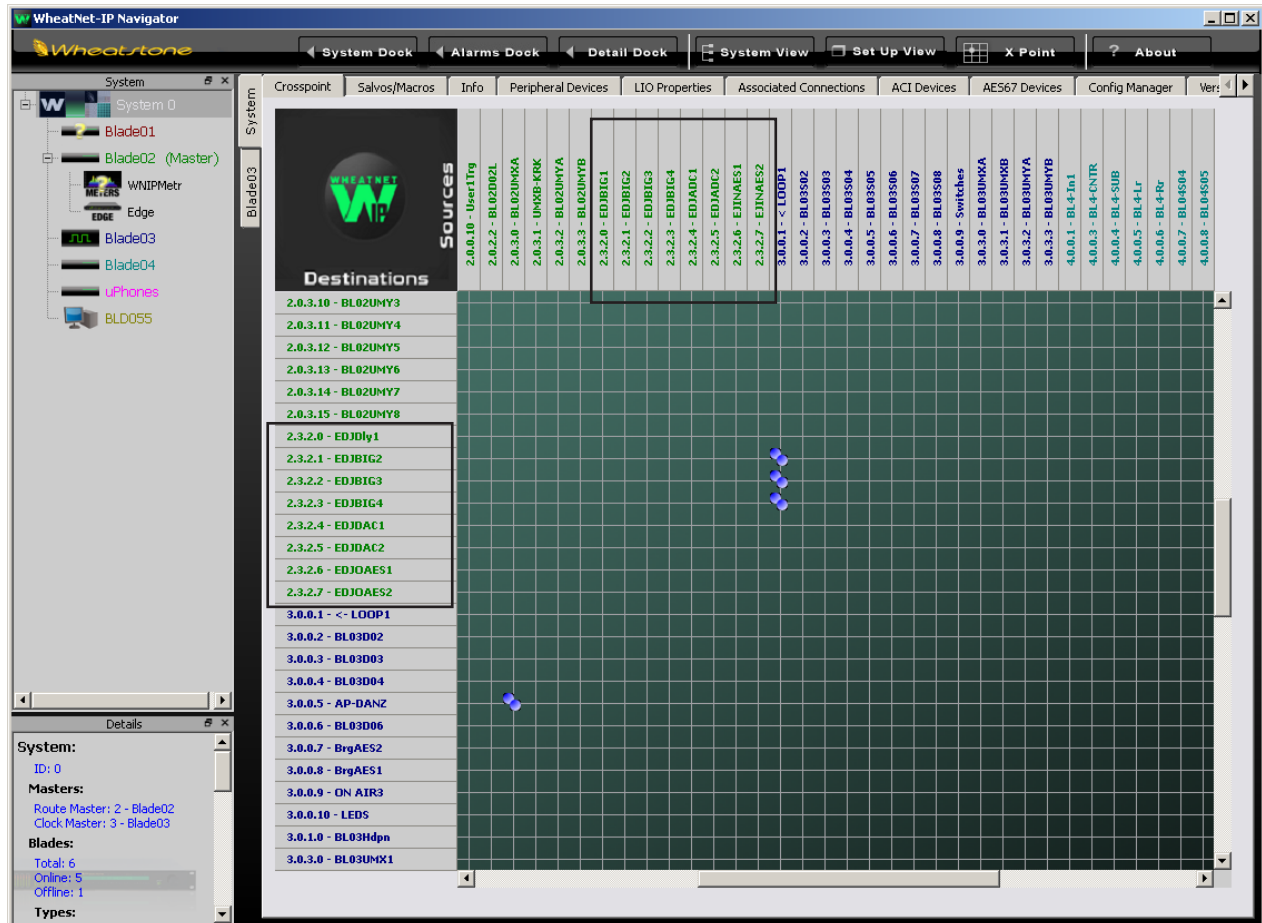 WheatNet-IP Navigator
Wheatstone
System Dock
Alarms Dock
Detail Dock
System View
Set Up View
X Point
? About
System
System 0
Blade01
Blade02 (Master)
METERS
WNIPMetr
EDGE
Edge
Blade03
Blade04
uPhones
BLD055
System
Blade03
Crosspoint
Salvos/Macros
Info
Peripheral Devices
LIO Properties
Associated Connections
ACI Devices
AES67 Devices
Config Manager
Vers
WHEATNET
IP
Sources
Destinations
2.0.0.10 - User1Trg
2.0.2.2 - BL02D02L
2.0.3.0 - BL02UMXA
2.0.3.1 - UMXB-KRK
2.0.3.2 - BL02UMYA
2.0.3.3 - BL02UMYB
2.3.2.0 - EDJBIG1
2.3.2.1 - EDJBIG2
2.3.2.2 - EDJBIG3
2.3.2.3 - EDJBIG4
2.3.2.4 - EDJADC1
2.3.2.5 - EDJADC2
2.3.2.6 - EJINAES1
2.3.2.7 - EJINAES2
3.0.0.1 - < LOOP1
3.0.0.2 - BL03S02
3.0.0.3 - BL03S03
3.0.0.4 - BL03S04
3.0.0.5 - BL03S05
3.0.0.6 - BL03S06
3.0.0.7 - BL03S07
3.0.0.8 - BL03S08
3.0.0.9 - Switches
3.0.3.0 - BL03UMXA
3.0.3.1 - BL03UMXB
3.0.3.2 - BL03UMYA
3.0.3.3 - BL03UMYB
4.0.0.1 - BL4-In1
4.0.0.3 - BL4-CNTR
4.0.0.4 - BL4-SUB
4.0.0.5 - BL4-Lr
4.0.0.6 - BL4-Rr
4.0.0.7 - BL04S04
4.0.0.8 - BL04S05
2.0.3.10 - BL02UMY3
2.0.3.11 - BL02UMY4
2.0.3.12 - BL02UMY5
2.0.3.13 - BL02UMY6
2.0.3.14 - BL02UMY7
2.0.3.15 - BL02UMY8
2.3.2.0 - EDJDly1
2.3.2.1 - EDJBIG2
2.3.2.2 - EDJBIG3
2.3.2.3 - EDJBIG4
2.3.2.4 - EDJDAC1
2.3.2.5 - EDJDAC2
2.3.2.6 - EDJOAES1
2.3.2.7 - EDJOAES2
3.0.0.1 - <- LOOP1
3.0.0.2 - BL03D02
3.0.0.3 - BL03D03
3.0.0.4 - BL03D04
3.0.0.5 - AP-DANZ
3.0.0.6 - BL03D06
3.0.0.7 - BrgAES2
3.0.0.8 - BrgAES1
3.0.0.9 - ON AIR3
3.0.0.10 - LEDS
3.0.1.0 - BL03Hdpn
3.0.3.0 - BL03UMX1
Details
System:
ID: 0
Masters:
Route Master: 2 - Blade02
Clock Master: 3 - Blade03
Blades:
Total: 6
Online: 5
Offline: 1
Types: